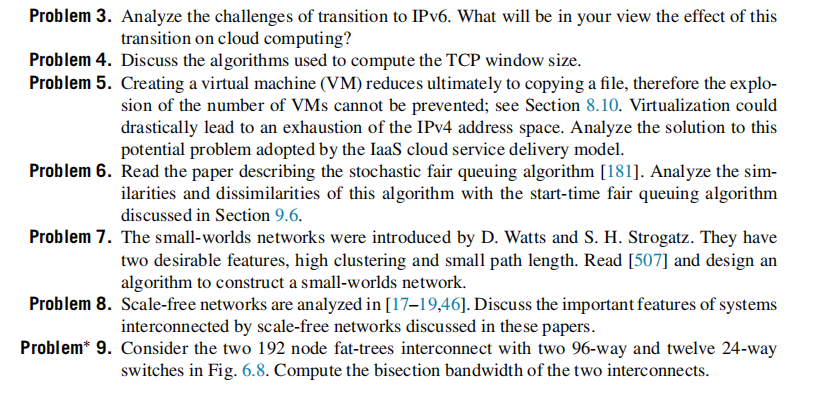 Problem 3. Analyze the challenges of transition to IPv6. What will be in your view the effect of this
transition on cloud computing?
Problem 4. Discuss the algorithms used to compute the TCP window size.
Problem 5. Creating a virtual machine (VM) reduces ultimately to copying a file, therefore the explo-
sion of the number of VMs cannot be prevented; see Section 8.10. Virtualization could
drastically lead to an exhaustion of the IPv4 address space. Analyze the solution to this
potential problem adopted by the IaaS cloud service delivery model.
Problem 6. Read the paper describing the stochastic fair queuing algorithm [181]. Analyze the sim-
ilarities and dissimilarities of this algorithm with the start-time fair queuing algorithm
discussed in Section 9.6.
Problem 7. The small-worlds networks were introduced by D. Watts and S. H. Strogatz. They have
two desirable features, high clustering and small path length. Read [507] and design an
algorithm to construct a small-worlds network.
Problem 8. Scale-free networks are analyzed in [17–19,46]. Discuss the important features of systems
interconnected by scale-free networks discussed in these papers.
Problem* 9. Consider the two 192 node fat-trees interconnect with two 96-way and twelve 24-way
switches in Fig. 6.8. Compute the bisection bandwidth of the two interconnects.